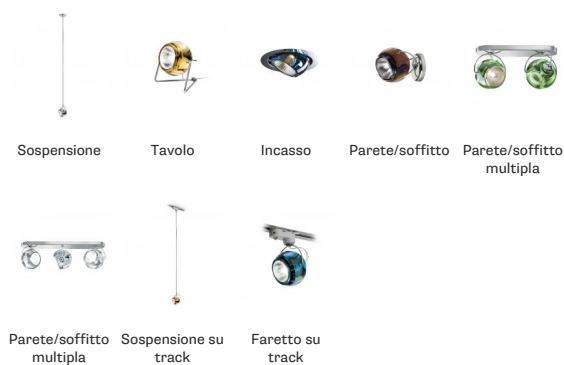 Sospensione
Tavolo
Incasso
Parete/soffitto
Parete/soffitto
multipla
Parete/soffitto
multipla
Sospensione su
track
Faretto su
track